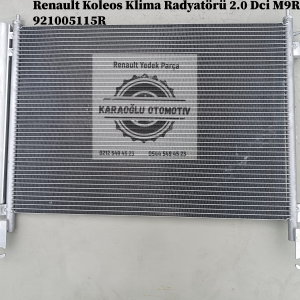 Renault Koleos Klima Radyatörü 2.0 Dci M9R
921005115R
Renault Yedek Parça
KARAOĞLU OTOMOTİV
0212 549 45 23
0544 549 45 23